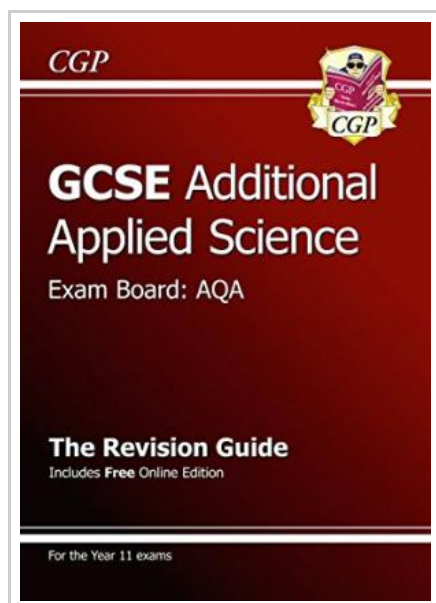 CGP
CGP
CGP
GCSE Additional
Applied Science
Exam Board: AQA
The Revision Guide
Includes Free Online Edition
For the Year 11 exams